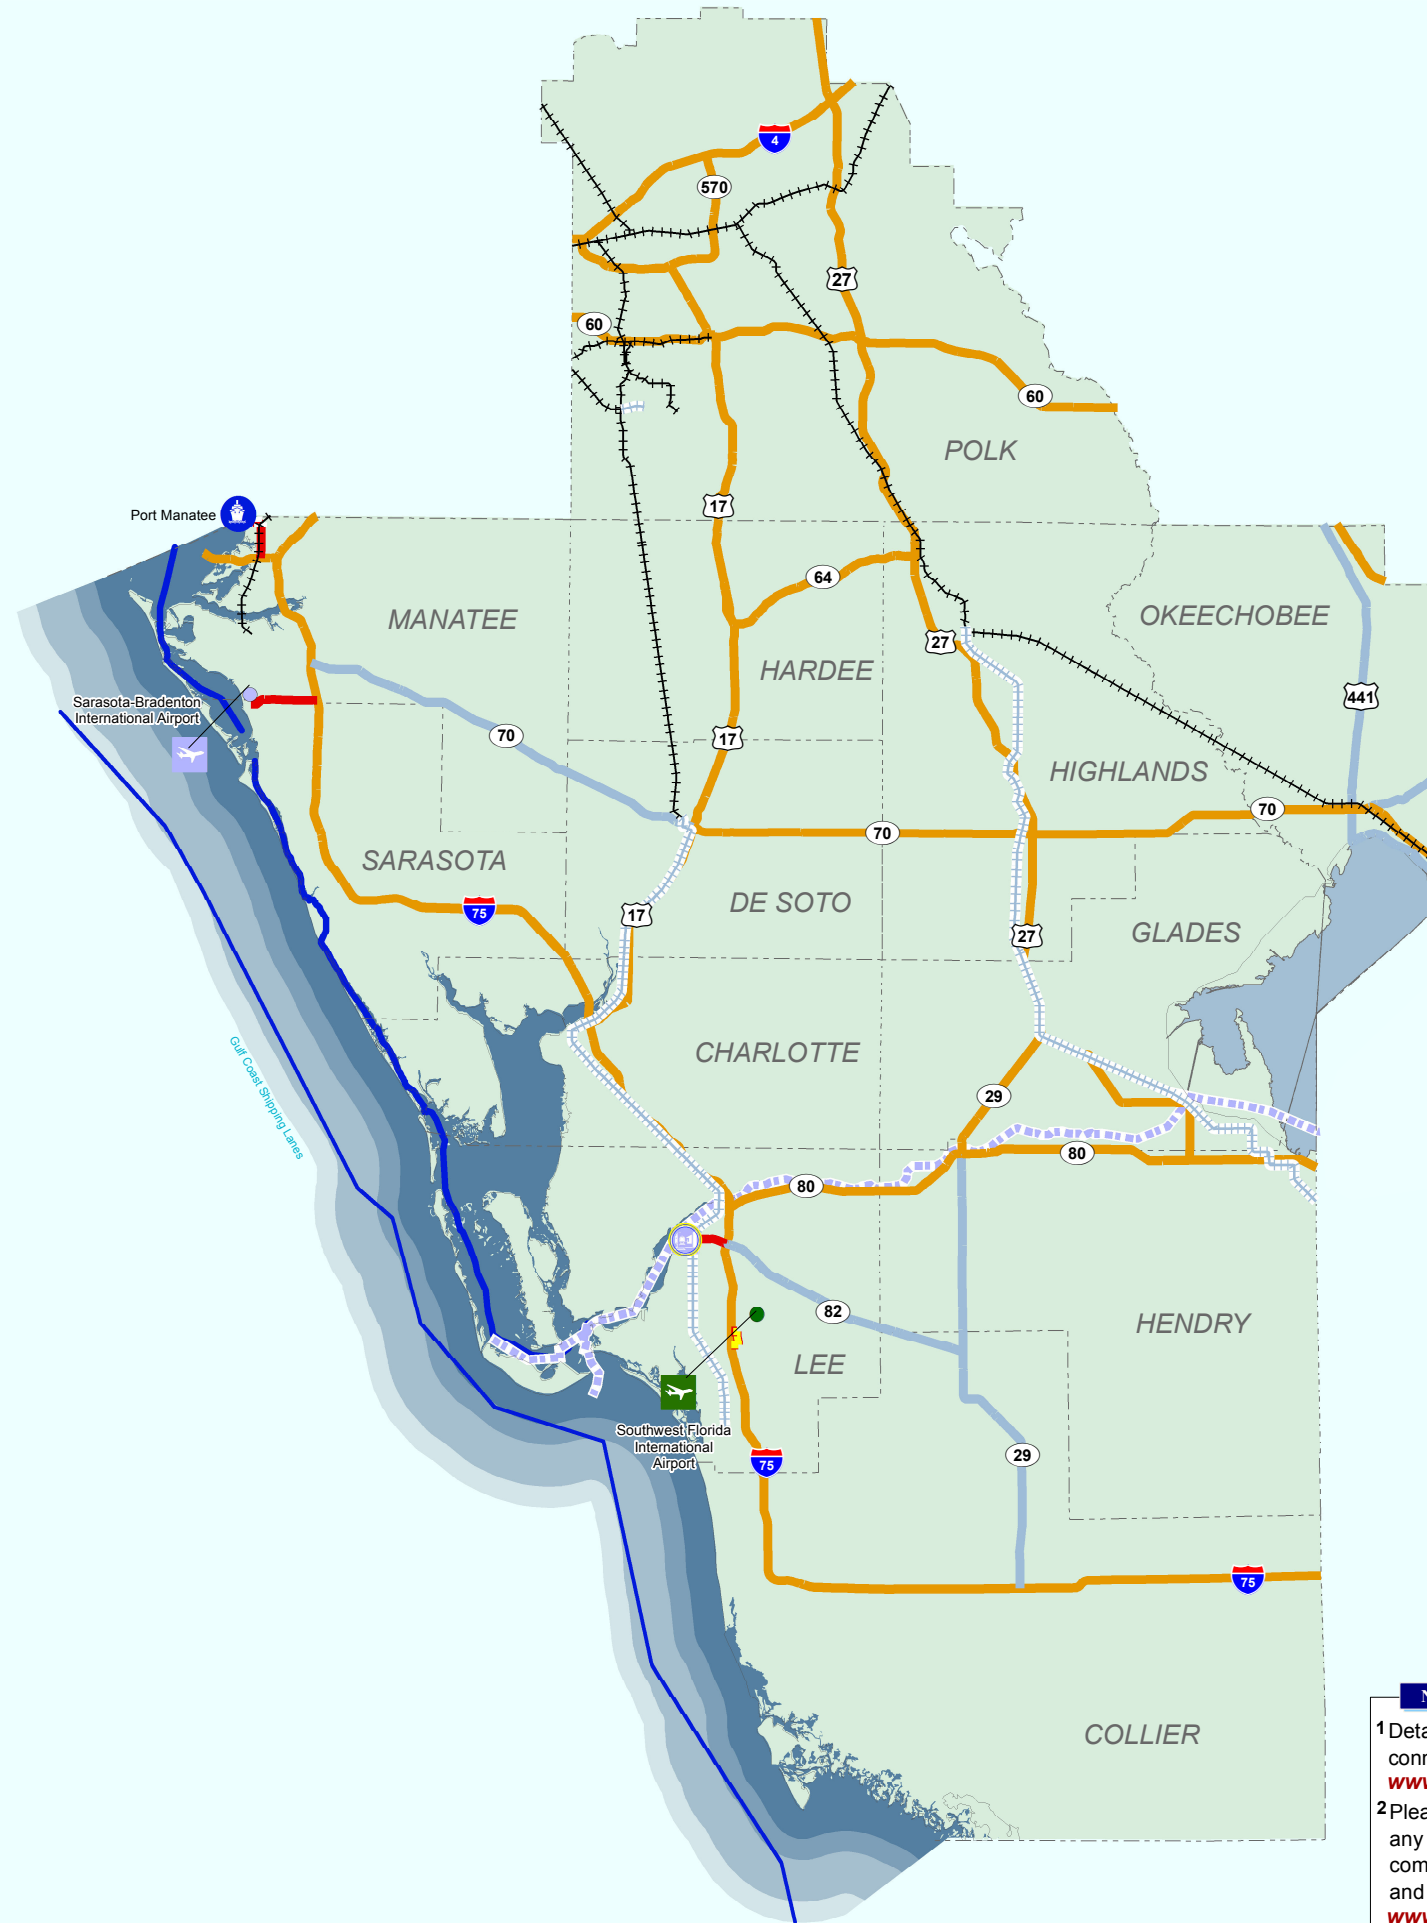 4
570
27
60
60
POLK
17
Port Manatee
64
MANATEE
OKEECHOBEE
27
HARDEE
441
Sarasota-Bradenton
International Airport
70
17
HIGHLANDS
70
70
SARASOTA
DE SOTO
75
17
27
GLADES
Gulf Coast Shipping Lanes
CHARLOTTE
29
80
80
82
HENDRY
LEE
Southwest Florida
International
Airport
75
29
75
COLLIER
N
1 Deta
conn
www
2 Plea
any
com
and
www